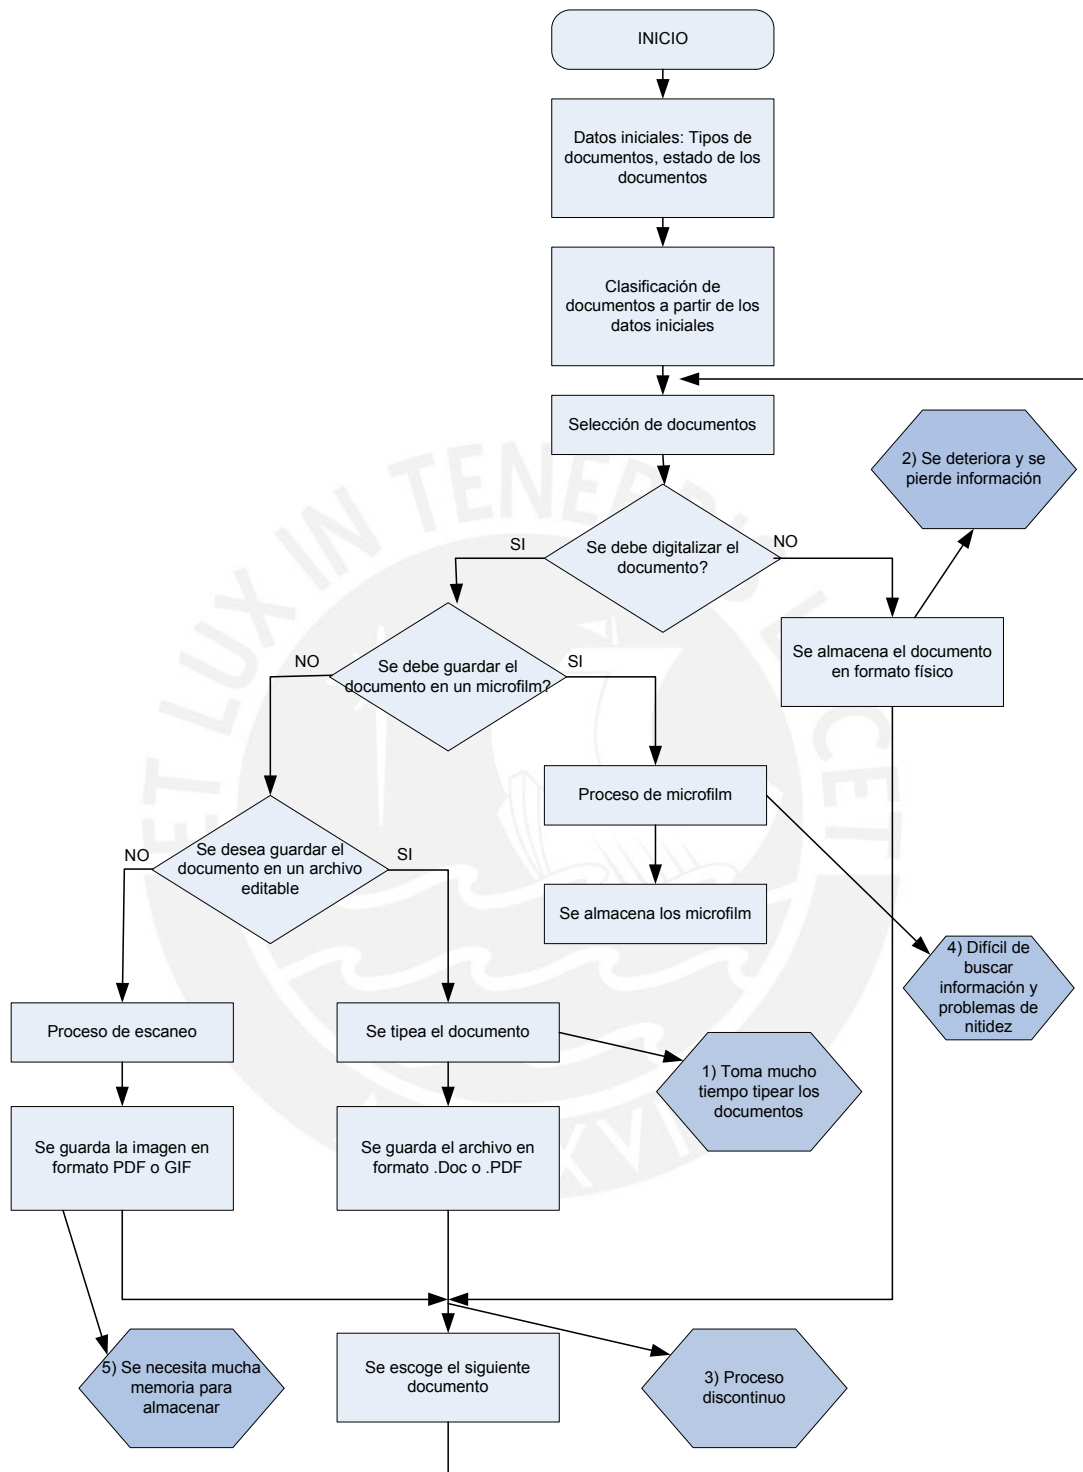 INICIO
Datos iniciales: Tipos de
documentos, estado de los
documentos
Clasificación de
documentos a partir de los
datos iniciales
Selección de documentos
2) Se deteriora y se
pierde información
SI
Se debe digitalizar el
documento?
NO
Se almacena el documento
en formato físico
NO
Se debe guardar el
documento en un microfilm?
SI
Proceso de microfilm
NO
Se desea guardar el
documento en un archivo
editable
SI
Se almacena los microfilm
4) Difícil de
buscar
información y
problemas de
nitidez
Proceso de escaneo
Se tipea el documento
1) Toma mucho
tiempo tipear los
documentos
Se guarda la imagen en
formato PDF o GIF
Se guarda el archivo en
formato .Doc o .PDF
5) Se necesita mucha
memoria para
almacenar
Se escoge el siguiente
documento
3) Proceso
discontinuo
ET LUX IN